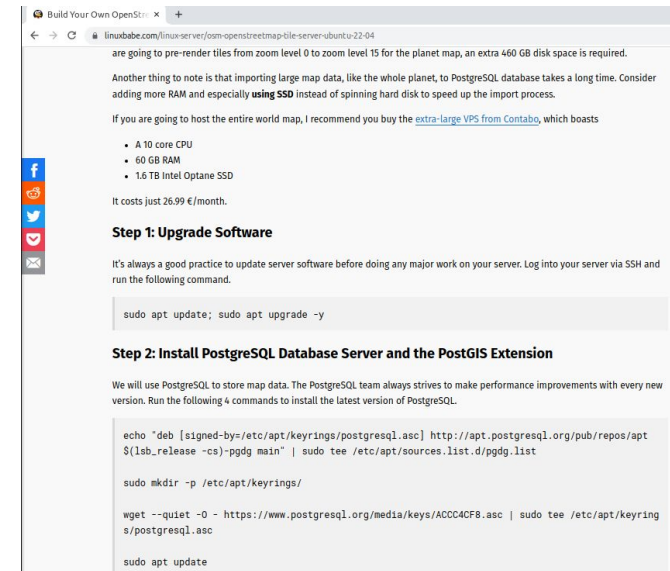 Build Your Own OpenStr
linuxbabe.com/linux-server/osm-openstreetmap-tile-server-ubuntu-22-04
are going to pre-render tiles from zoom level 0 to zoom level 15 for the planet map, an extra 460 GB disk space is required.
Another thing to note is that importing large map data, like the whole planet, to PostgreSQL database takes a long time. Consider
adding more RAM and especially using SSD instead of spinning hard disk to speed up the import process.
If you are going to host the entire world map, I recommend you buy the extra-large VPS from Contabo, which boasts
• A 10 core CPU
• 60 GB RAM
• 1.6 TB Intel Optane SSD
It costs just 26.99 €/month.
Step 1: Upgrade Software
It's always a good practice to update server software before doing any major work on your server. Log into your server via SSH and
run the following command.
sudo apt update; sudo apt upgrade -y
Step 2: Install PostgreSQL Database Server and the PostGIS Extension
We will use PostgreSQL to store map data. The PostgreSQL team always strives to make performance improvements with every new
version. Run the following 4 commands to install the latest version of PostgreSQL.
echo "deb [signed-by=/etc/apt/keyrings/postgresql.asc] http://apt.postgresql.org/pub/repos/apt
$(lsb_release -cs)-pgdg main" | sudo tee /etc/apt/sources.list.d/pgdg.list
sudo mkdir -p /etc/apt/keyrings/
wget --quiet -O - https://www.postgresql.org/media/keys/ACCC4CF8.asc | sudo tee /etc/apt/keyring
s/postgresql.asc
sudo apt update